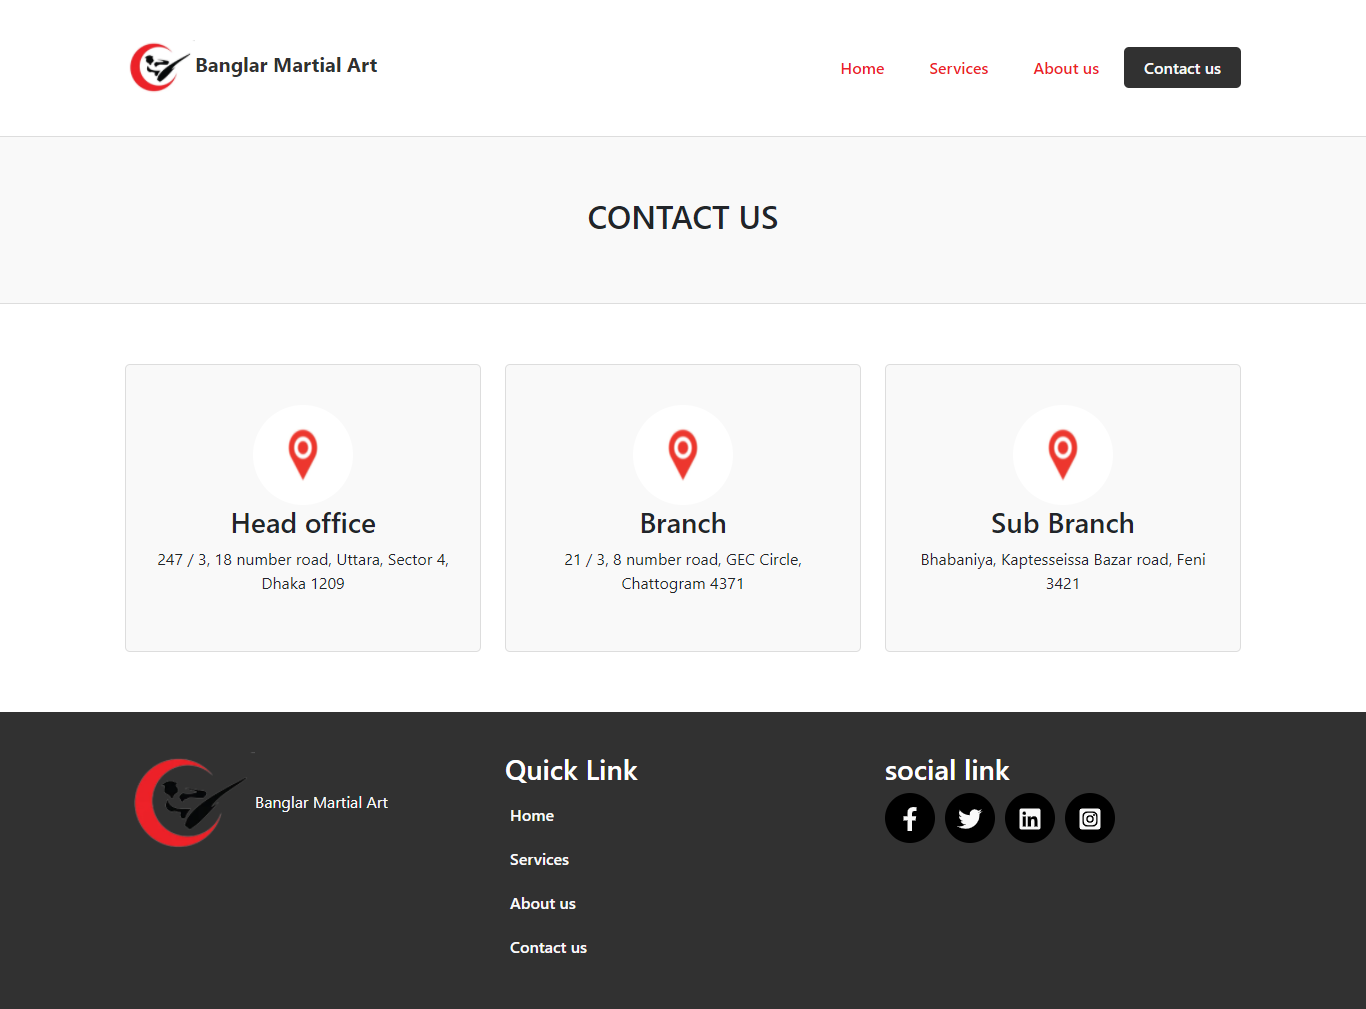 Banglar Martial Art
Home
Services
About us
Contact us
CONTACT US
Head office
247 / 3, 18 number road, Uttara, Sector 4,
Dhaka 1209
Branch
21 / 3, 8 number road, GEC Circle,
Chattogram 4371
Sub Branch
Bhabaniya, Kaptesseissa Bazar road, Feni
3421
Banglar Martial Art
Quick Link
Home
Services
About us
Contact us
social link